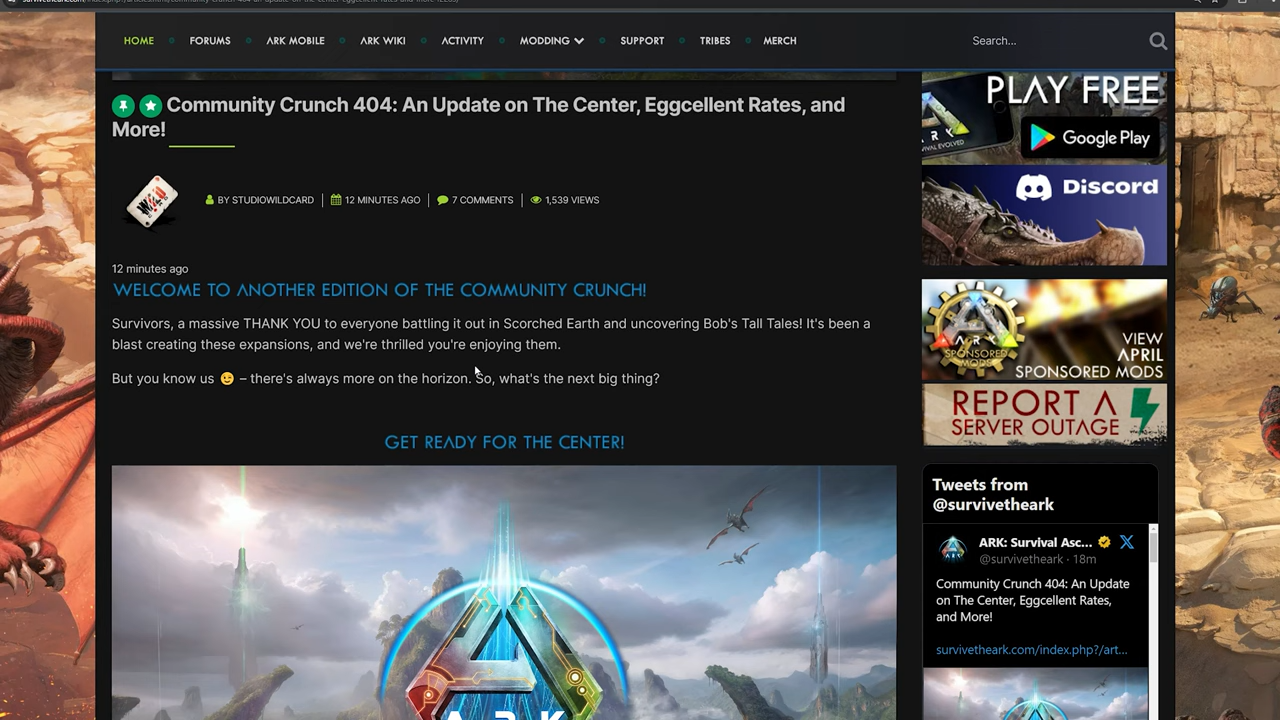 HOME
FORUMS
ARK MOBILE
ARK WIKI
ACTIVITY
MODDING
SUPPORT
TRIBES
MERCH
Search...
Community Crunch 404: An Update on The Center, Eggcellent Rates, and
More!
BY STUDIOWILDCARD
12 MINUTES AGO
7 COMMENTS
1,539 VIEWS
12 minutes ago
WELCOME TO ANOTHER EDITION OF THE COMMUNITY CRUNCH!
Survivors, a massive THANK YOU to everyone battling it out in Scorched Earth and uncovering Bob's Tall Tales! It's been a
blast creating these expansions, and we're thrilled you're enjoying them.
But you know us 😉 – there's always more on the horizon. So, what's the next big thing?
GET READY FOR THE CENTER!
ARK
PLAY FREE
ARK
Google Play
Discord
ARK
SPONSORED
MODS
VIEW
APRIL
SPONSORED MODS
REPORT A
SERVER OUTAGE
Tweets from
@survivetheark
ARK: Survival Asc...
@survivetheark · 18m
Community Crunch 404: An Update
on The Center, Eggcellent Rates,
and More!
survivetheark.com/index.php?/art...